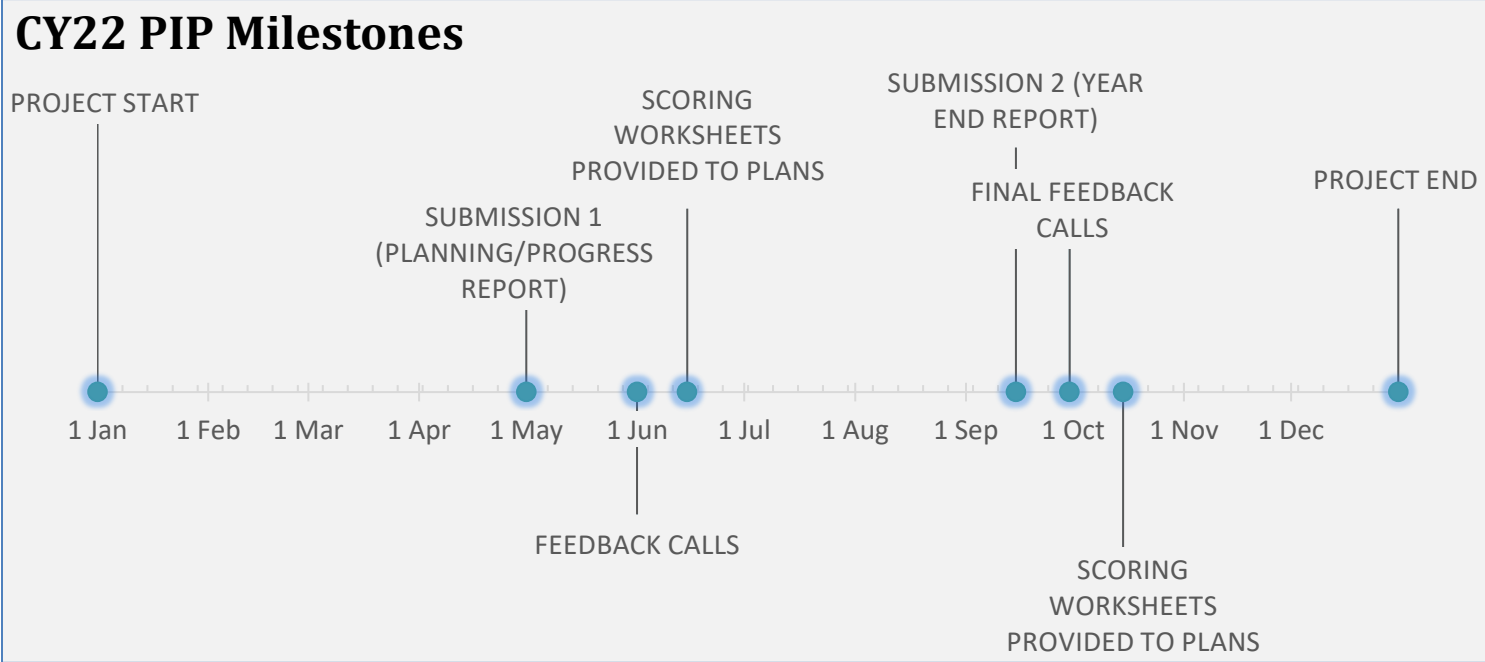 CY22 PIP Milestones
PROJECT START
SUBMISSION 1
(PLANNING/PROGRESS
REPORT)
SCORING
WORKSHEETS
PROVIDED TO PLANS
SUBMISSION 2 (YEAR
END REPORT)
FINAL FEEDBACK
CALLS
PROJECT END
1 Jan
1 Feb
1 Mar
1 Apr
1 May
1 Jun
1 Jul
1 Aug
1 Sep
1 Oct
1 Nov
1 Dec
FEEDBACK CALLS
SCORING
WORKSHEETS
PROVIDED TO PLANS